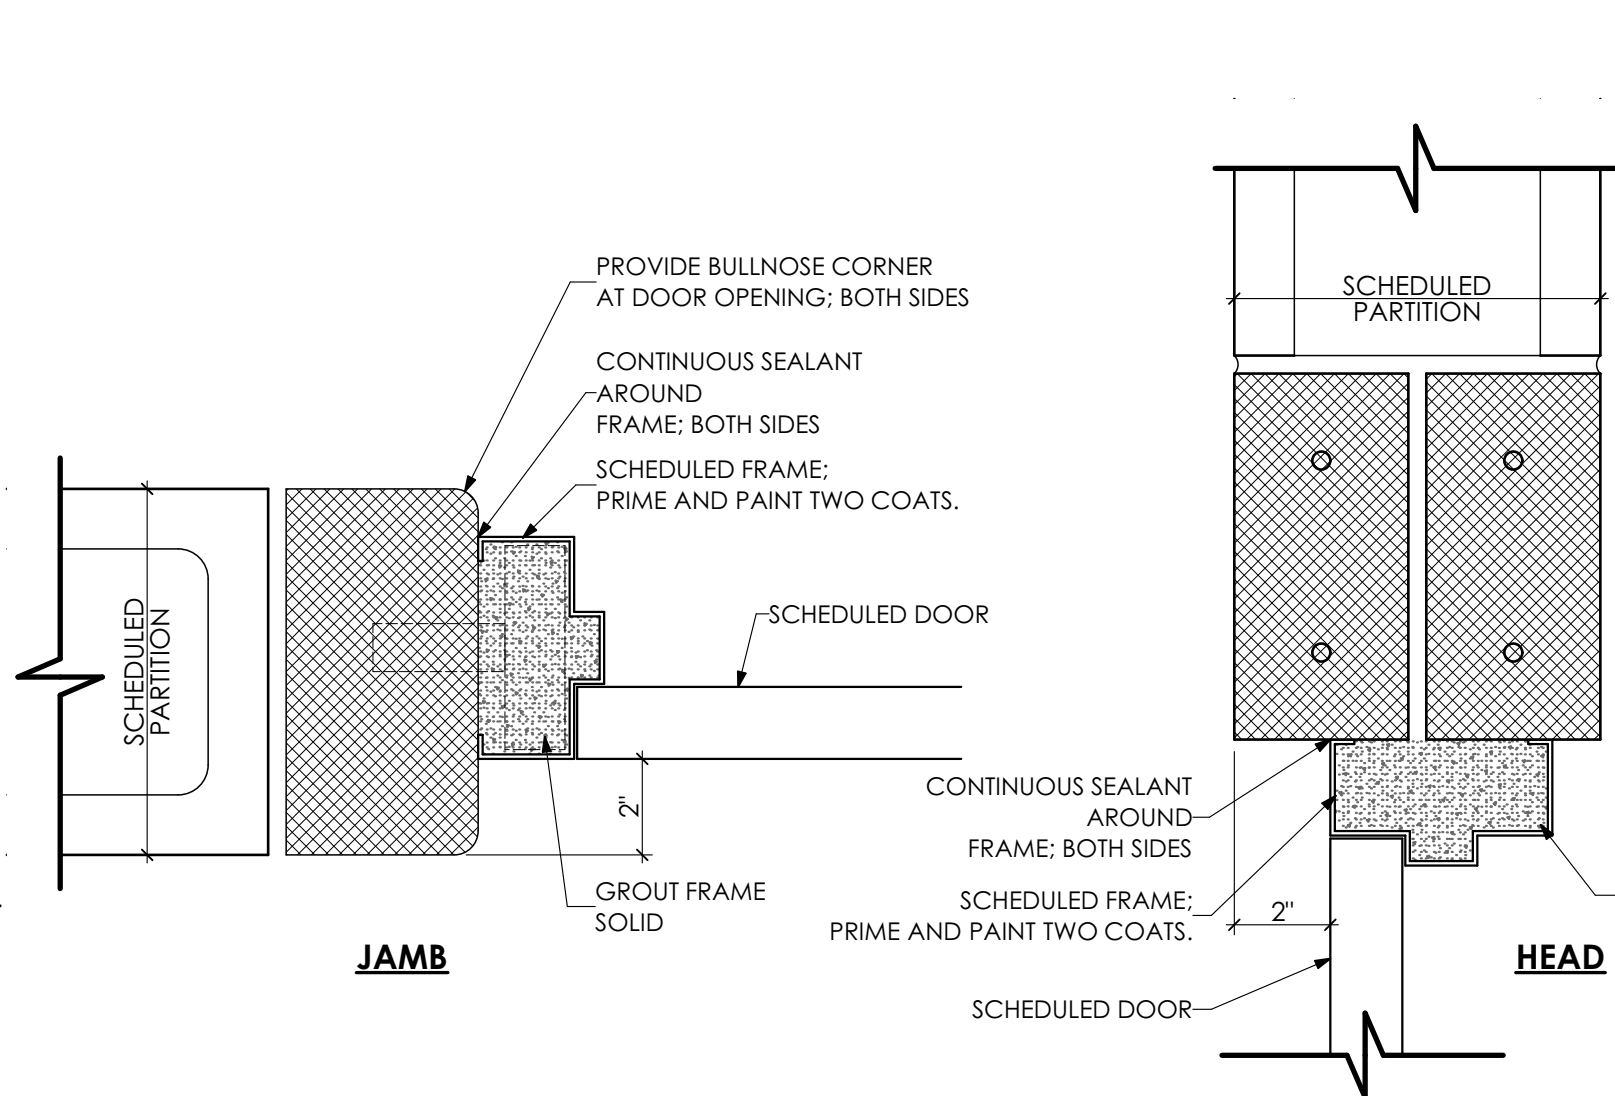 PROVIDE BULLNOSE CORNER
AT DOOR OPENING; BOTH SIDES
CONTINUOUS SEALANT
AROUND
FRAME; BOTH SIDES
SCHEDULED FRAME;
PRIME AND PAINT TWO COATS.
SCHEDULED DOOR
SCHEDULED
PARTITION
2"
GROUT FRAME
SOLID
JAMB
SCHEDULED
PARTITION
CONTINUOUS SEALANT
AROUND
FRAME; BOTH SIDES
SCHEDULED FRAME;
PRIME AND PAINT TWO COATS.
2"
SCHEDULED DOOR
HEAD